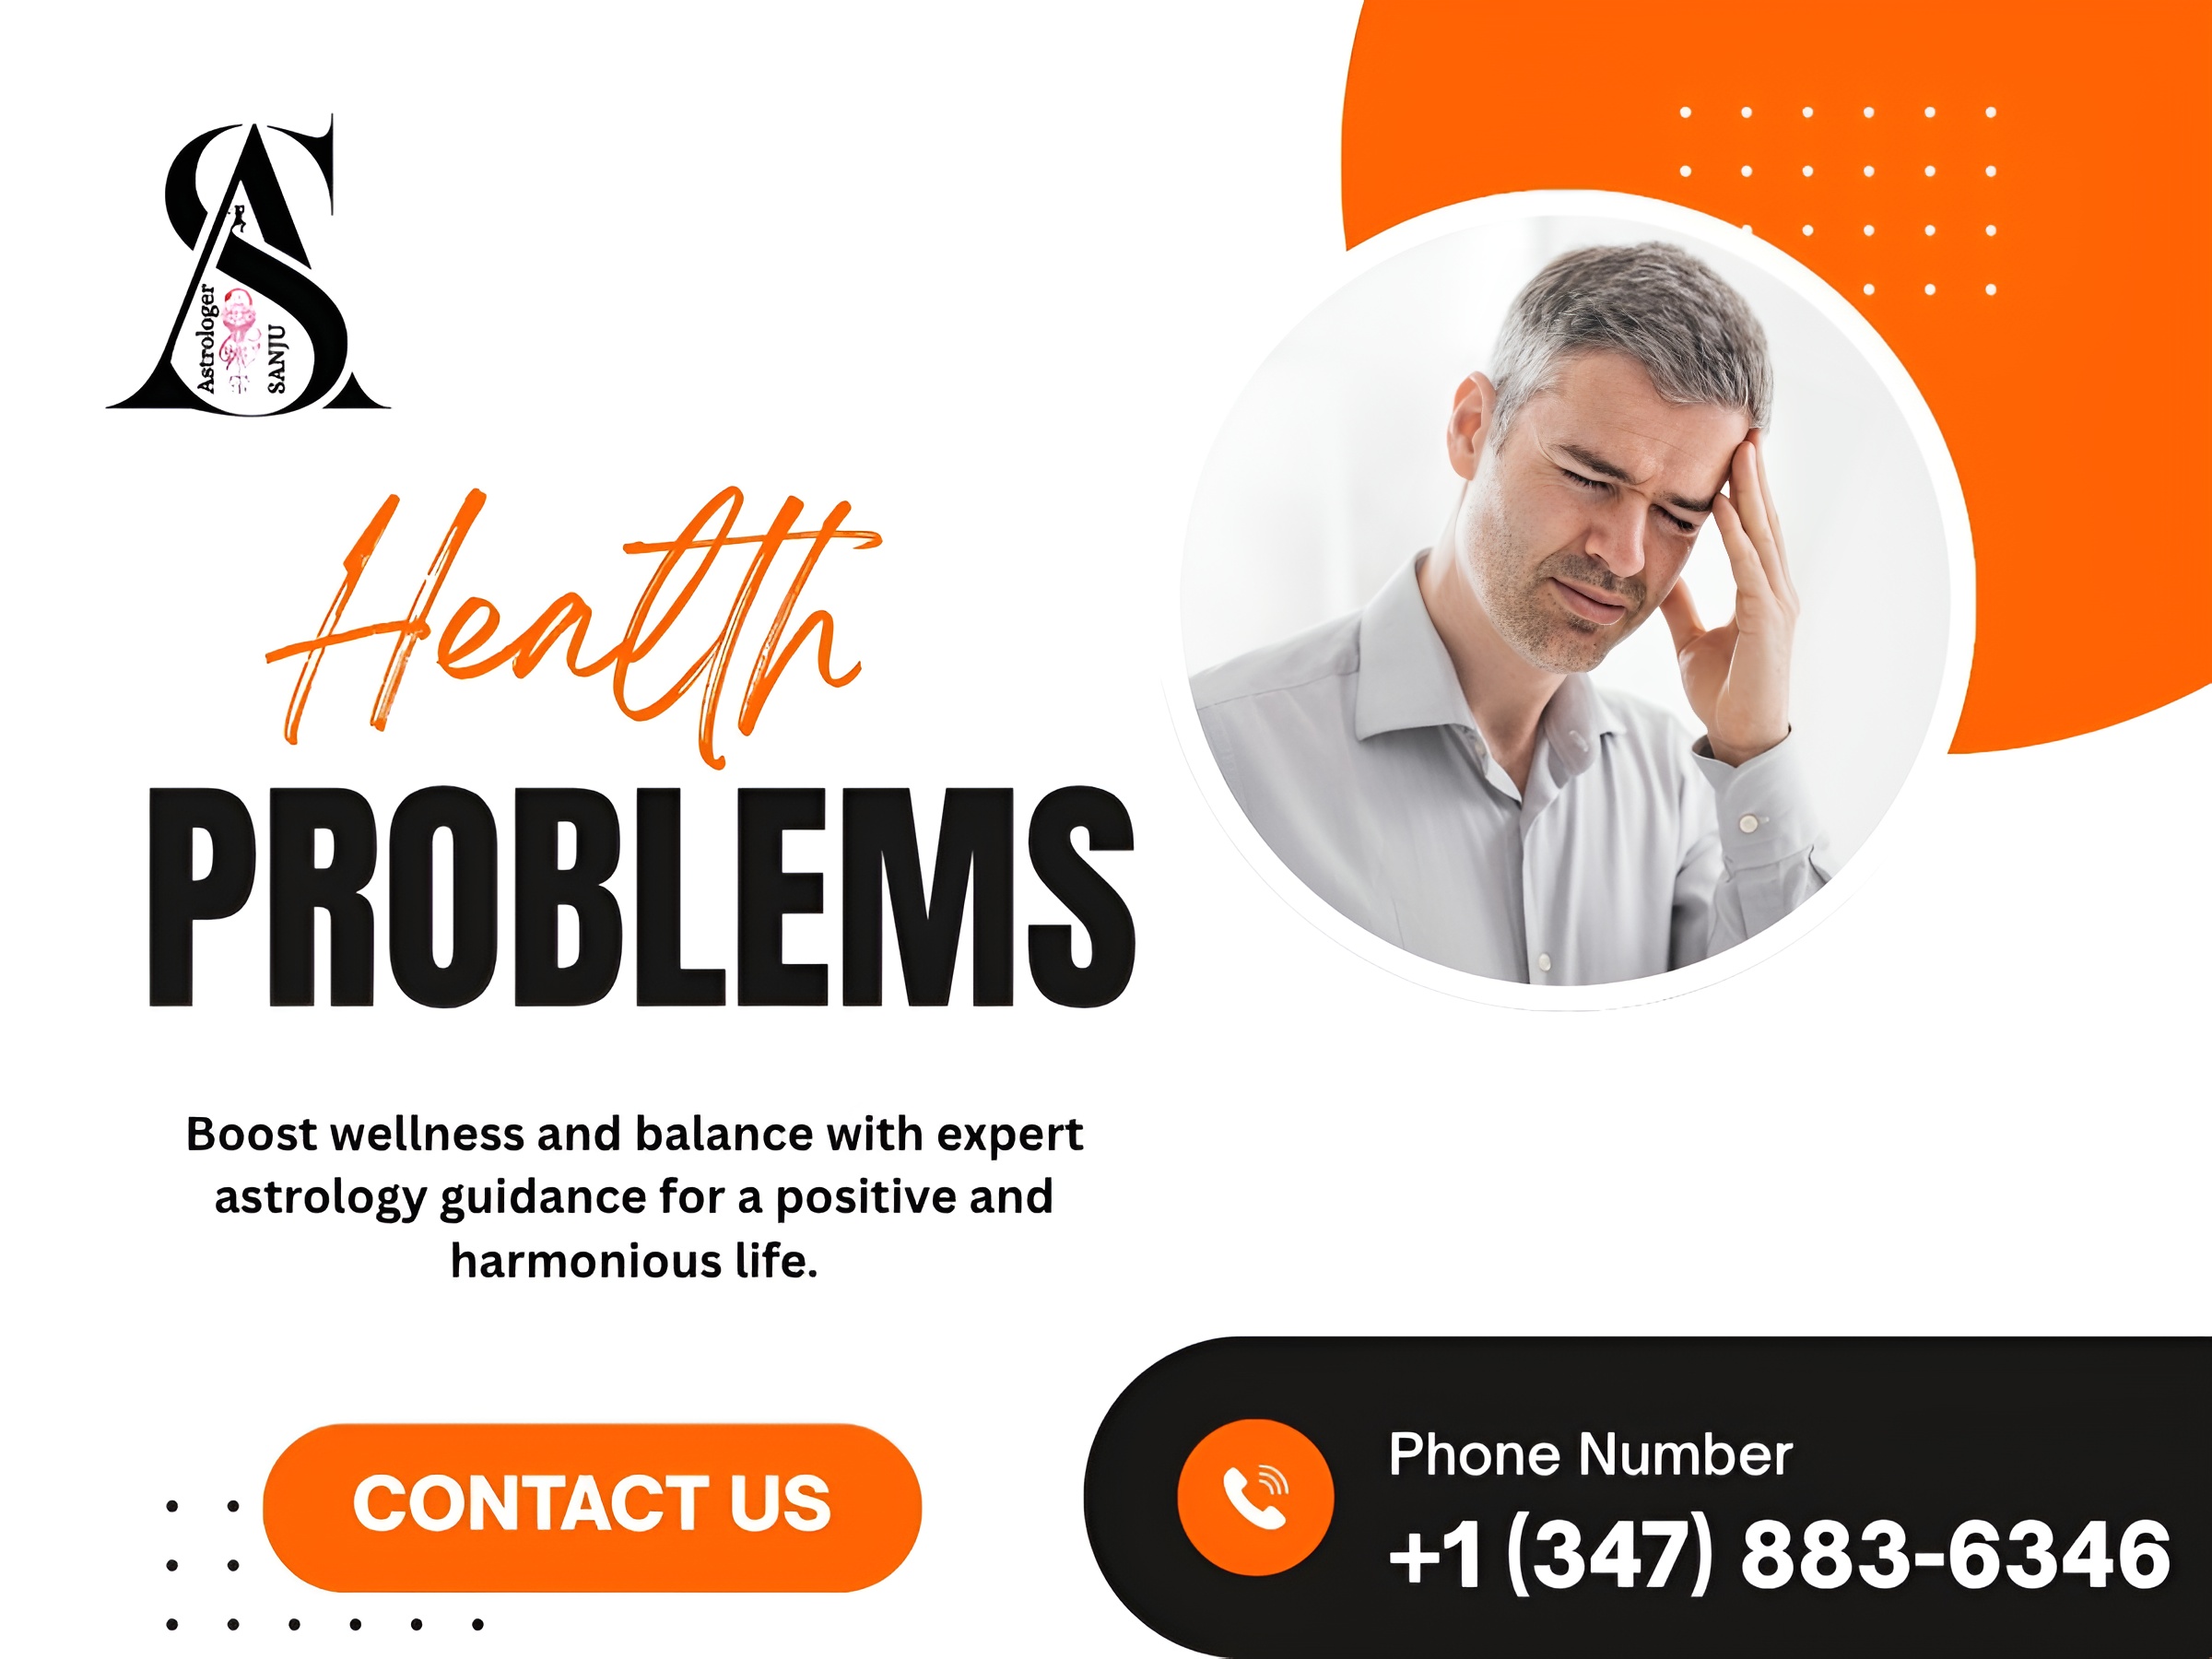 Astrologer
SANJU
Health
PROBLEMS
Boost wellness and balance with expert
astrology guidance for a positive and
harmonious life.
CONTACT US
Phone Number
+1 (347) 883-6346